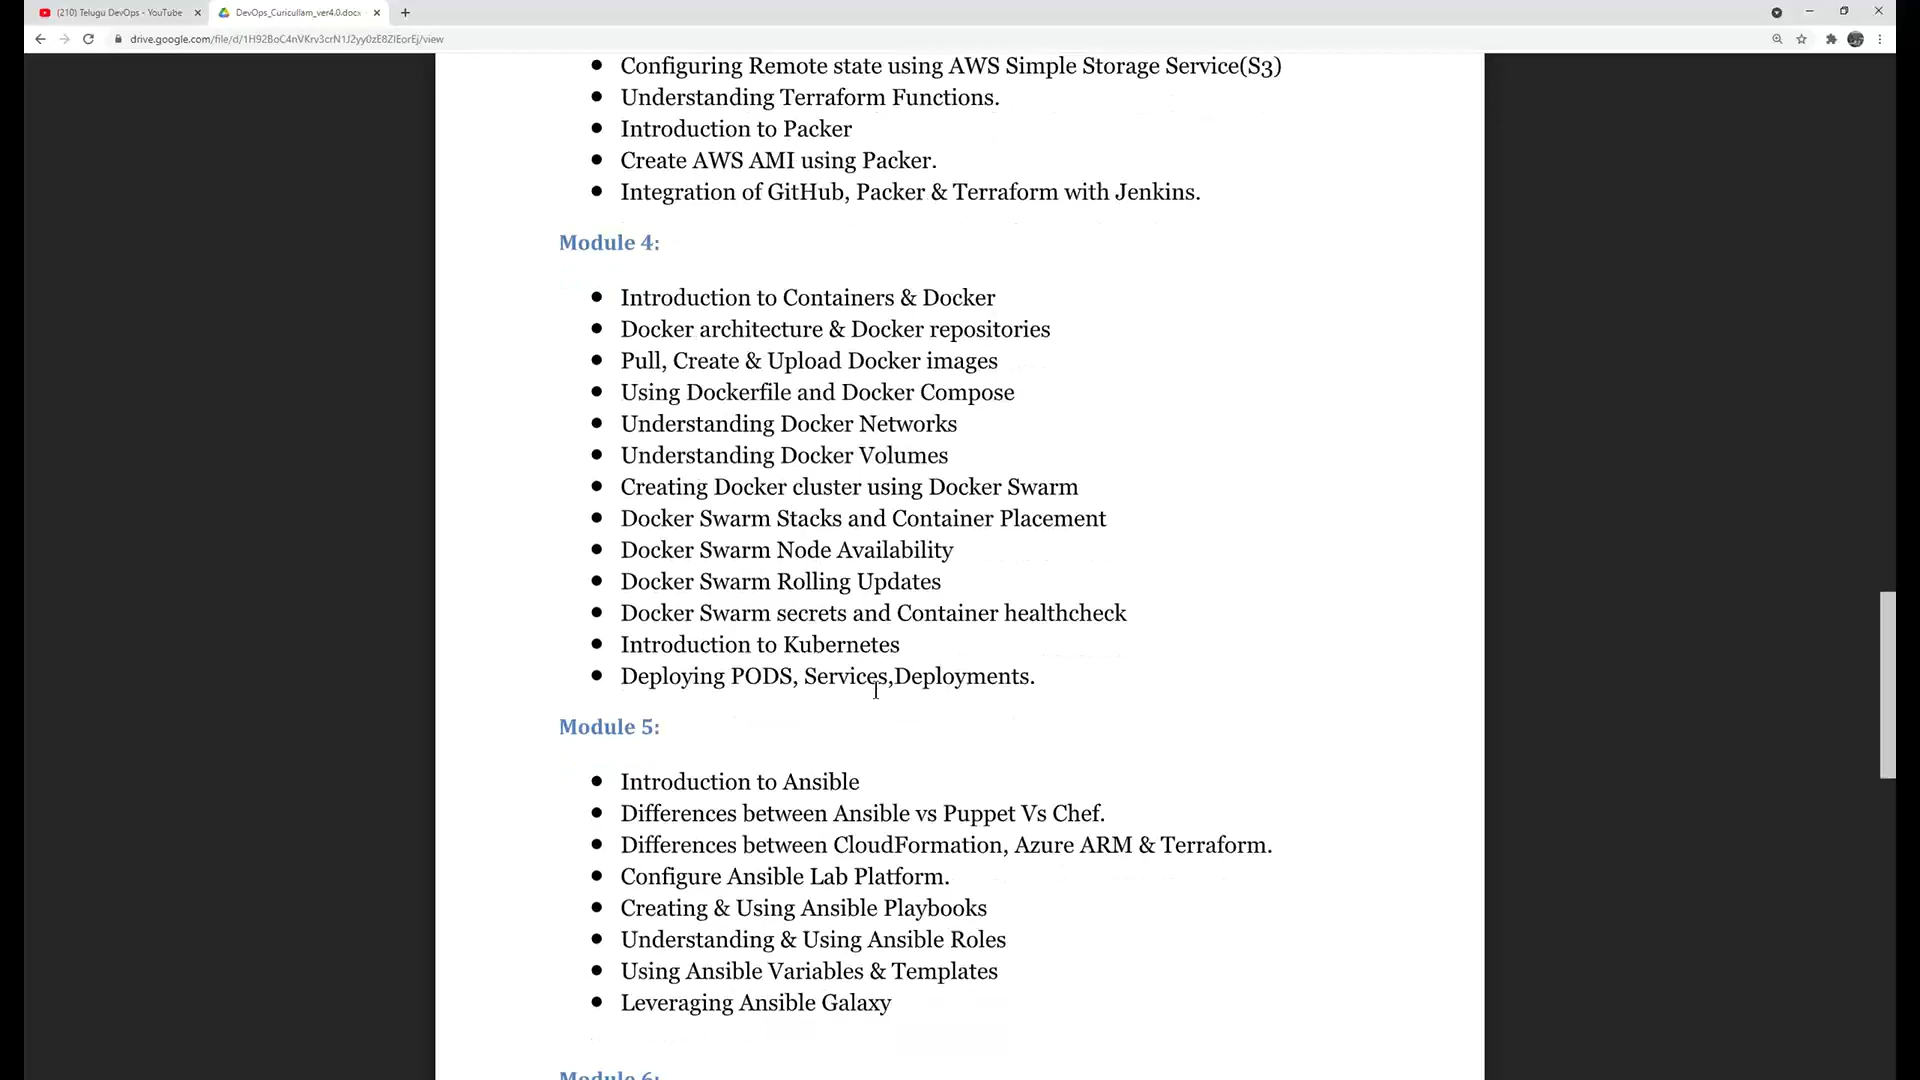 (210) Telugu DevOps - YouTube
DevOps_Curicullam_ver4.0.docx
drive.google.com/file/d/1H92BoC4nVKrv3crN1J2yy0zE8ZIEorEj/view
Configuring Remote state using AWS Simple Storage Service(S3)
Understanding Terraform Functions.
Introduction to Packer
Create AWS AMI using Packer.
Integration of GitHub, Packer & Terraform with Jenkins.
Module 4:
Introduction to Containers & Docker
Docker architecture & Docker repositories
Pull, Create & Upload Docker images
Using Dockerfile and Docker Compose
Understanding Docker Networks
Understanding Docker Volumes
Creating Docker cluster using Docker Swarm
Docker Swarm Stacks and Container Placement
Docker Swarm Node Availability
Docker Swarm Rolling Updates
Docker Swarm secrets and Container healthcheck
Introduction to Kubernetes
Deploying PODS, Services,Deployments.
Module 5:
Introduction to Ansible
Differences between Ansible vs Puppet Vs Chef.
Differences between CloudFormation, Azure ARM & Terraform.
Configure Ansible Lab Platform.
Creating & Using Ansible Playbooks
Understanding & Using Ansible Roles
Using Ansible Variables & Templates
Leveraging Ansible Galaxy
Module 6: